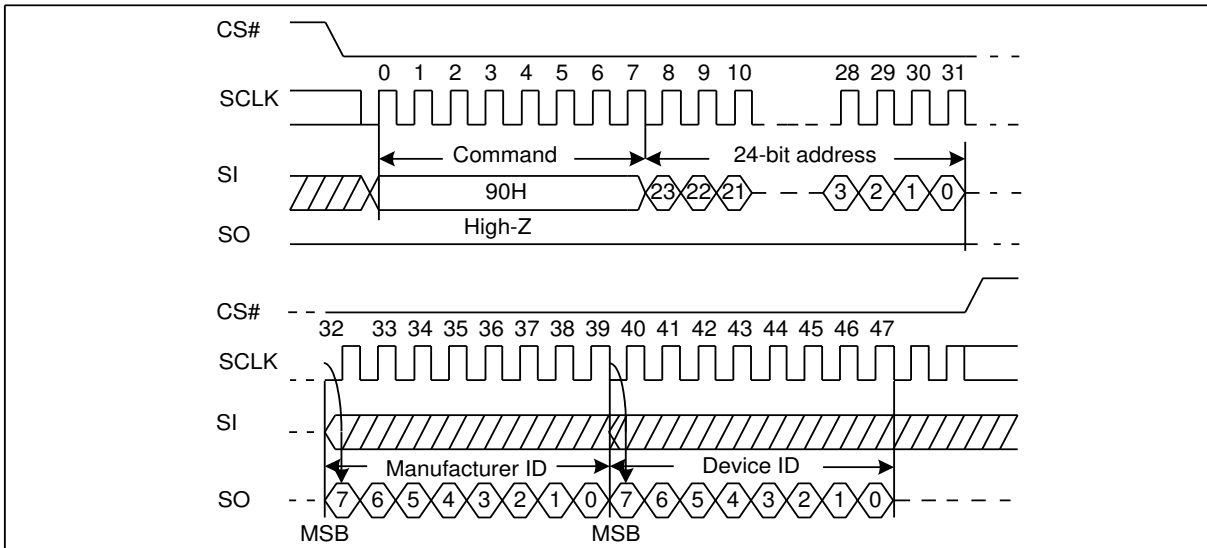 CS#
0 1 2 3 4 5 6 7 8 9 10 28 29 30 31
SCLK
Command 24-bit address
SI
90H 23 22 21 3 2 1 0
High-Z
SO
CS#
32 33 34 35 36 37 38 39 40 41 42 43 44 45 46 47
SCLK
SI
Manufacturer ID Device ID
SO 7 6 5 4 3 2 1 0 7 6 5 4 3 2 1 0
MSB MSB